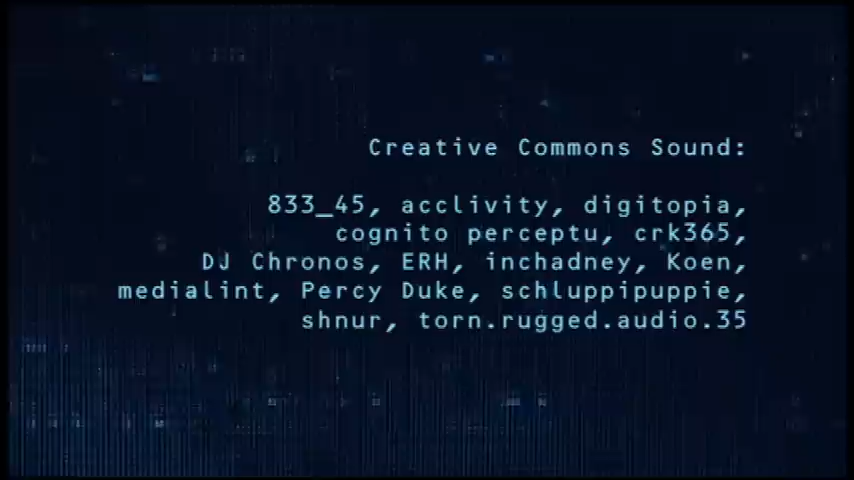 Creative Commons Sound:
833_45, acclivity, digitopia,
cognito perceptu, crk365,
DJ Chronos, ERH, inchadney, Koen,
medialint, Percy Duke, schluppipuppie,
shnur, torn.rugged.audio.35